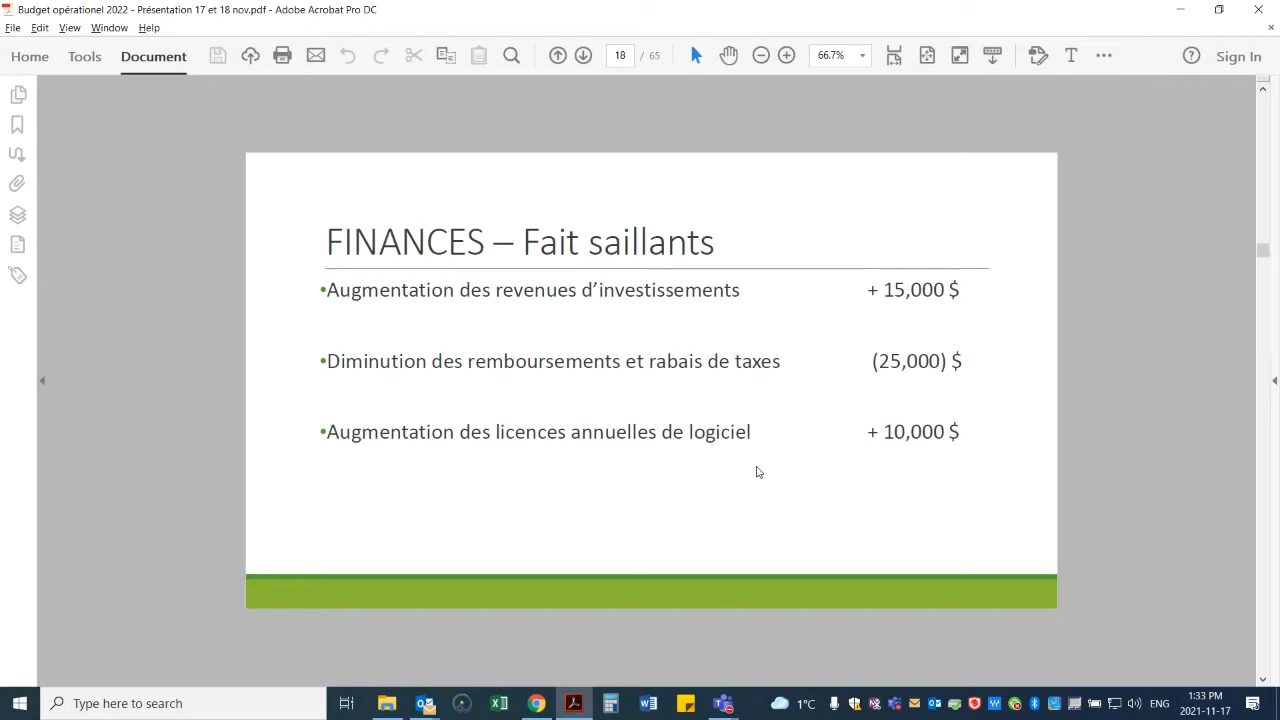 Budget opérationel 2022 - Présentation 17 et 18 nov.pdf - Adobe Acrobat Pro DC
File Edit View Window Help
Home Tools Document 18 / 65 66.7% Sign In
FINANCES – Fait saillants
•Augmentation des revenues d’investissements + 15,000 $
•Diminution des remboursements et rabais de taxes (25,000) $
•Augmentation des licences annuelles de logiciel + 10,000 $
Type here to search
1°C
ENG
1:33 PM
2021-11-17